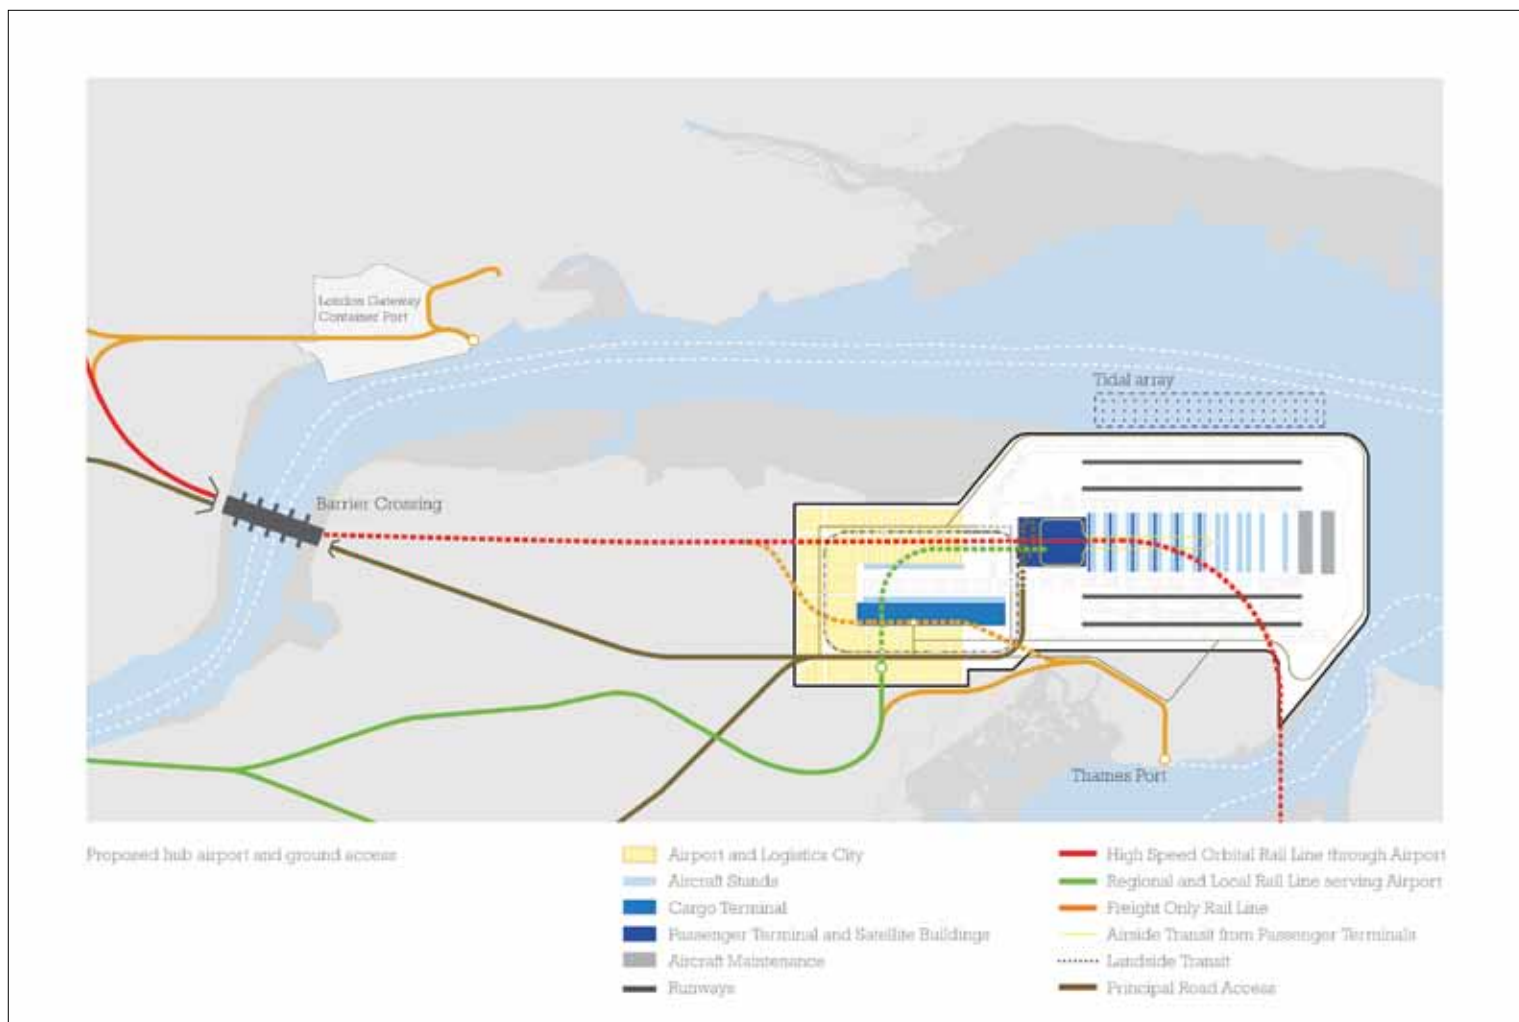 London Gateway
Container Port
Tidal array
Barrier Crossing
Thames Port
Proposed hub airport and ground access
Airport and Logistics City
Aircraft Stands
Cargo Terminal
Passenger Terminal and Satellite Buildings
Aircraft Maintenance
Runways
High Speed Orbital Rail Line through Airport
Regional and Local Rail Line serving Airport
Freight Only Rail Line
Airside Transit from Passenger Terminals
Landside Transit
Principal Road Access